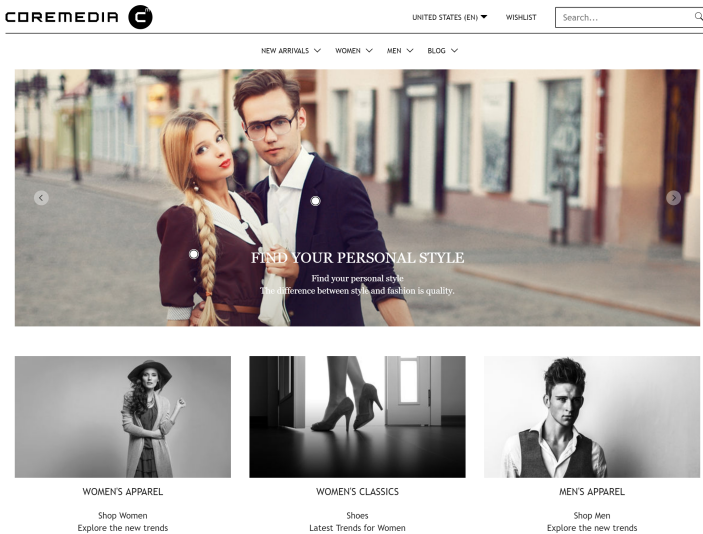 COREMEDIA C
UNITED STATES (EN) WISHLIST Search...
NEW ARRIVALS WOMEN MEN BLOG
FIND YOUR PERSONAL STYLE
Find your personal style
The difference between style and fashion is quality.
WOMEN'S APPAREL
Shop Women
Explore the new trends
WOMEN'S CLASSICS
Shoes
Latest Trends for Women
MEN'S APPAREL
Shop Men
Explore the new trends